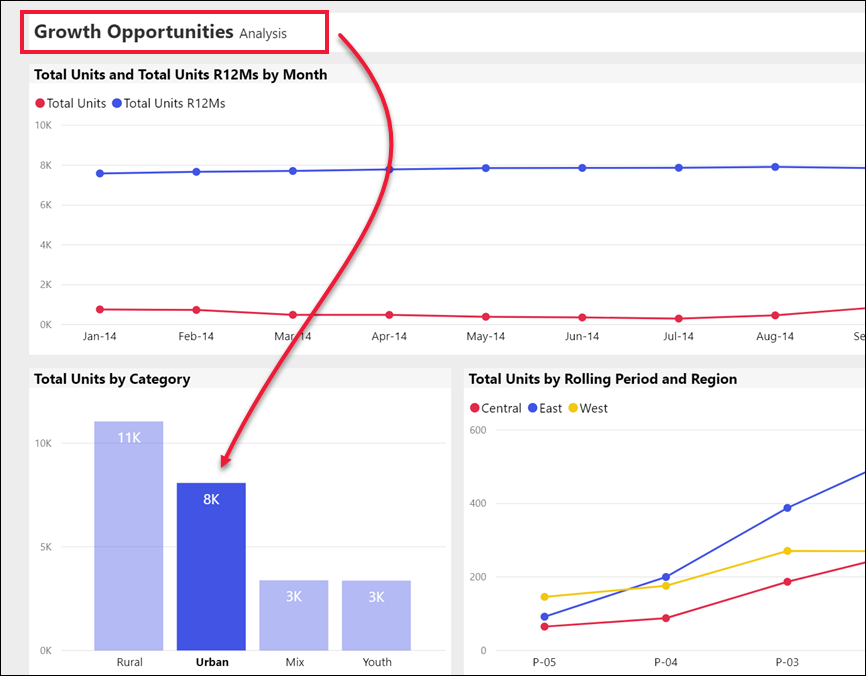 Growth Opportunities Analysis
Total Units and Total Units R12Ms by Month
Total Units Total Units R12Ms
10K
8K
6K
4K
2K
0K
Jan-14 Feb-14 Mar-14 Apr-14 May-14 Jun-14 Jul-14 Aug-14 Se
Total Units by Category
10K
5K
0K
11K
8K
3K
3K
Rural Urban Mix Youth
Total Units by Rolling Period and Region
Central East West
600
400
200
0
P-05 P-04 P-03